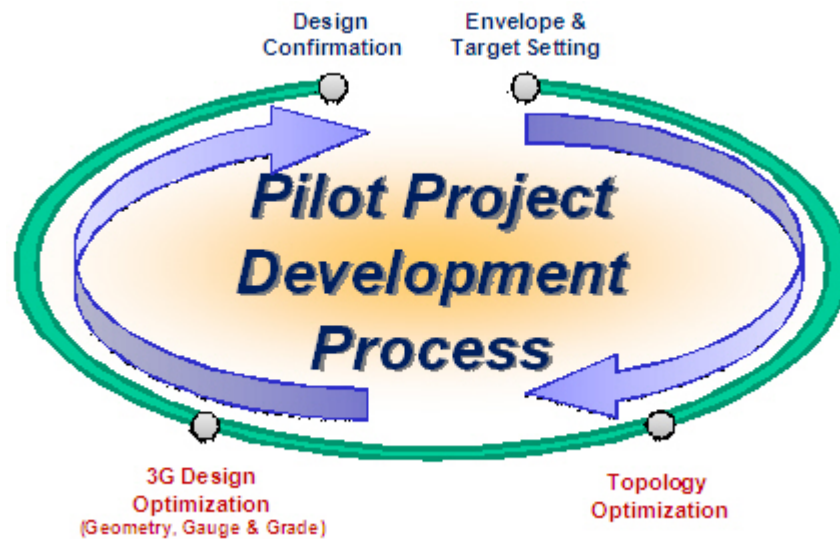 Design
Confirmation
Envelope &
Target Setting
Pilot Project
Development
Process
3G Design
Optimization
(Geometry, Gauge & Grade)
Topology
Optimization